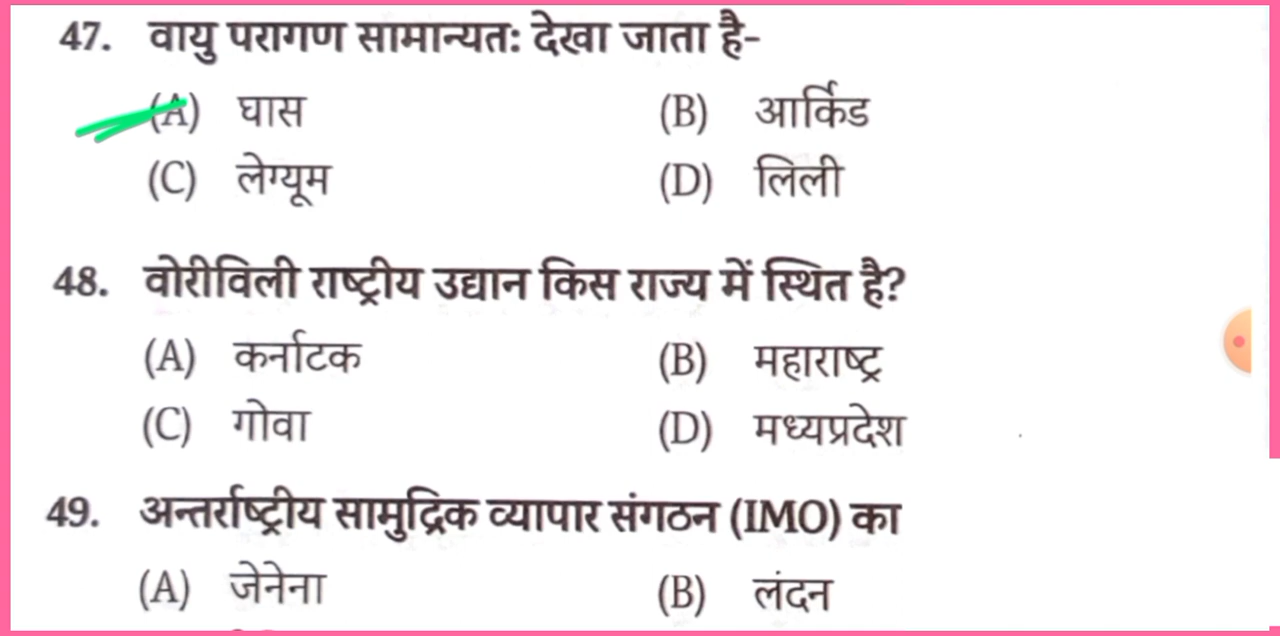 47. वायु परागण सामान्यतः देखा जाता है-
(A) घास (B) आर्किड
(C) लेग्यूम (D) लिली
48. वोरीविली राष्ट्रीय उद्यान किस राज्य में स्थित है?
(A) कर्नाटक (B) महाराष्ट्र
(C) गोवा (D) मध्यप्रदेश
49. अन्तर्राष्ट्रीय सामुद्रिक व्यापार संगठन (IMO) का
(A) जेनेना (B) लंदन